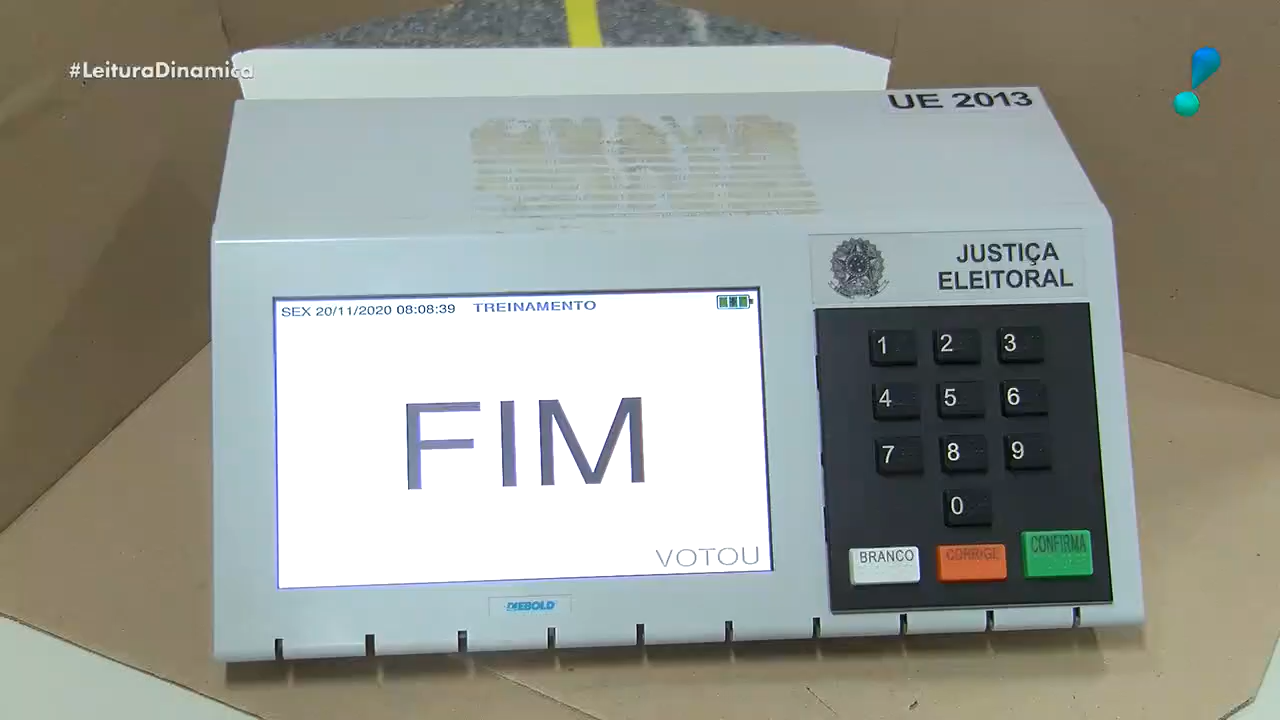 #LeituraDinamica
UE 2013
JUSTIÇA
ELEITORAL
SEX 20/11/2020 08:08:39 TREINAMENTO
FIM
VOTOU
DIEBOLD
1 2 3
4 5 6
7 8 9
0
BRANCO CORRIGE CONFIRMA